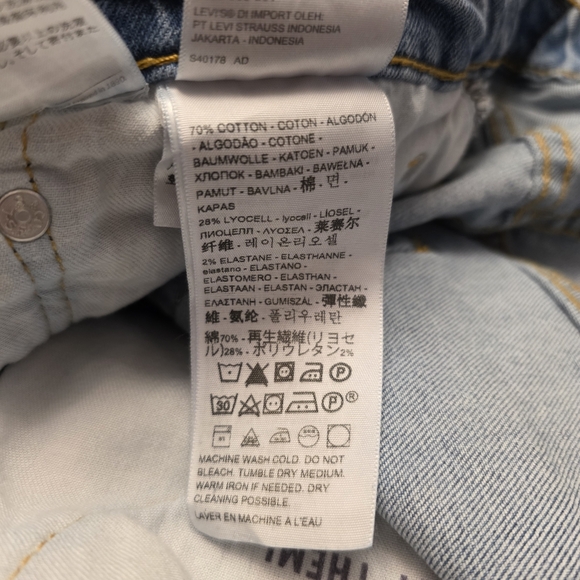 LEVI'S® DI IMPORT OLEH:
PT LEVI STRAUSS INDONESIA
JAKARTA - INDONESIA
S40178 AD
70% COTTON - COTON - ALGODÓN
- ALGODÃO - COTONE -
BAUMWOLLE - KATOEN - PAMUK -
ХЛОПОК - BAMBAKI - BAWEŁNA -
PAMUT - BAVLNA - 棉 - 면 -
KAPAS
28% LYOCELL - lyocell - LİOSEL -
ЛИОЦЕЛЛ - ΛΥΟΣΕΛ - 莱赛尔
纤维 - 레이온리오셀
2% ELASTANE - ELASTHANNE -
elastano - ELASTANO -
ELASTOMERO - ELASTHAN -
ELASTAAN - ELASTAN - ЭЛАСТАН -
ΕΛΑΣΤΑΝΗ - GUMISZÁL - 彈性纖
維 - 氨纶 - 폴리우레탄
綿70% - 再生繊維(リヨセ
ル)28% - ポリウレタン2%
P
30 P ®
MACHINE WASH COLD. DO NOT
BLEACH. TUMBLE DRY MEDIUM.
WARM IRON IF NEEDED. DRY
CLEANING POSSIBLE.
LAVER EN MACHINE A L'EAU
THEM!